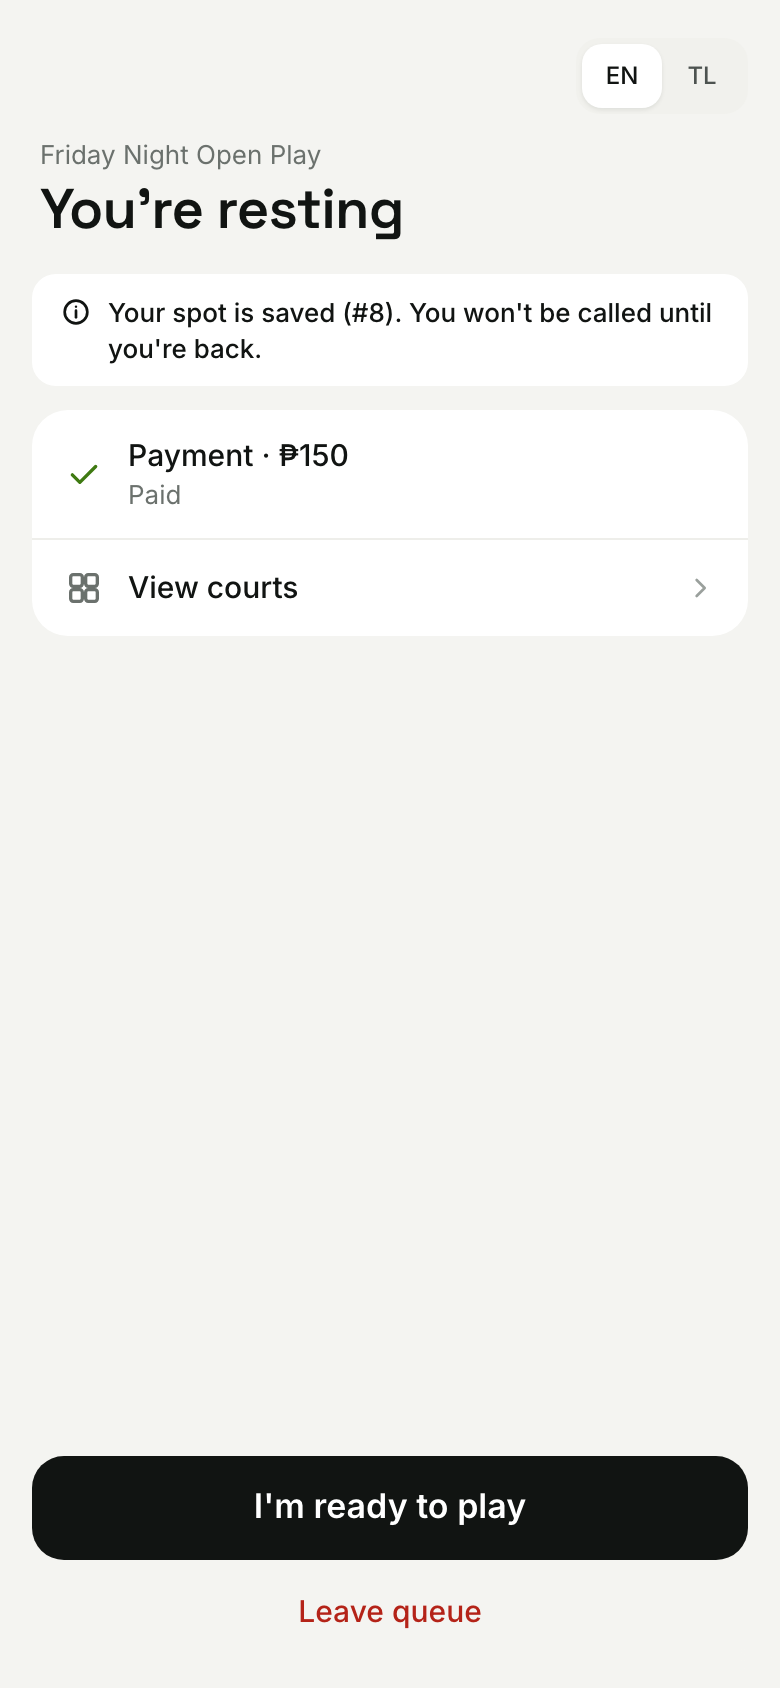 EN TL
Friday Night Open Play
You’re resting
Your spot is saved (#8). You won't be called until
you're back.
Payment · ₱150
Paid
View courts
I'm ready to play
Leave queue